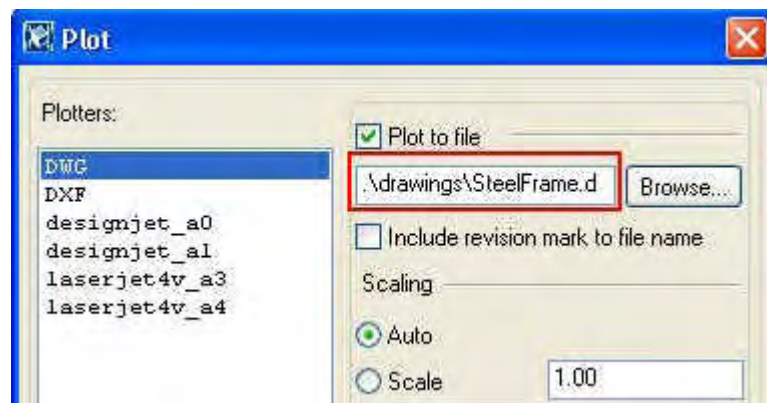 Plot
Plotters:
DWG
DXF
designjet_a0
designjet_a1
laserjet4v_a3
laserjet4v_a4
Plot to file
.\drawings\SteelFrame.d
Browse...
Include revision mark to file name
Scaling
Auto
Scale
1.00